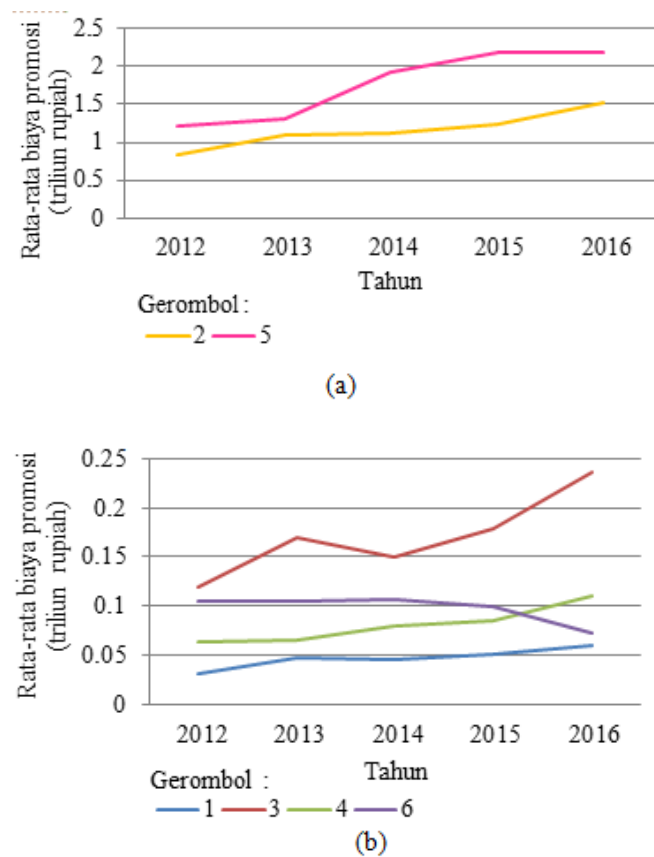 Rata-rata biaya promosi
(triliun rupiah)
2.5
2
1.5
1
0.5
0
2012 2013 2014 2015 2016
Tahun
Gerombol :
2 5
(a)
Rata-rata biaya promosi
(triliun rupiah)
0.25
0.2
0.15
0.1
0.05
0
2012 2013 2014 2015 2016
Tahun
Gerombol :
1 3 4 6
(b)